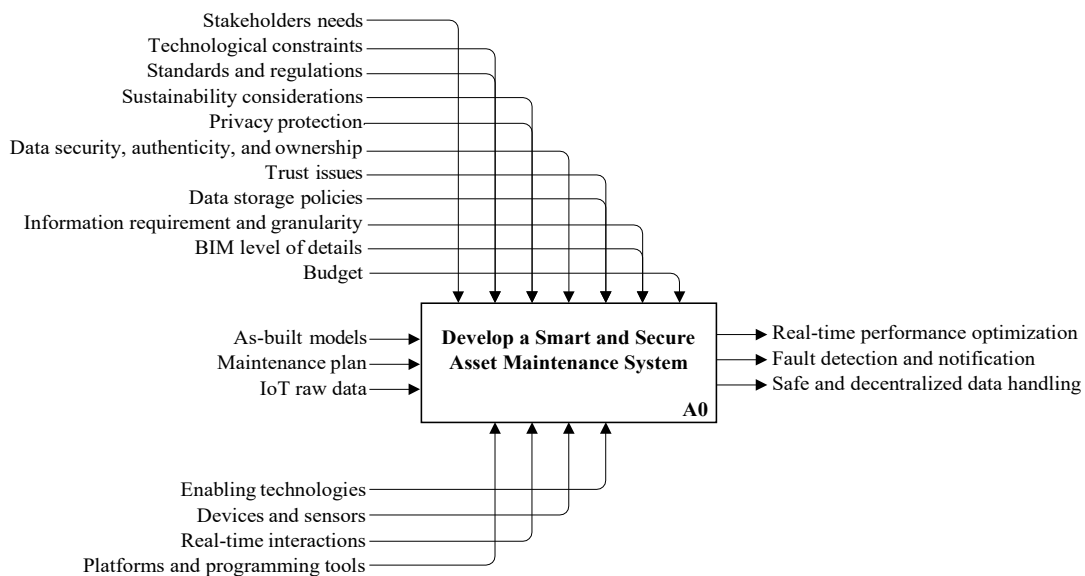 Stakeholders needs
Technological constraints
Standards and regulations
Sustainability considerations
Privacy protection
Data security, authenticity, and ownership
Trust issues
Data storage policies
Information requirement and granularity
BIM level of details
Budget
As-built models
Maintenance plan
IoT raw data
Develop a Smart and Secure
Asset Maintenance System
A0
Real-time performance optimization
Fault detection and notification
Safe and decentralized data handling
Enabling technologies
Devices and sensors
Real-time interactions
Platforms and programming tools